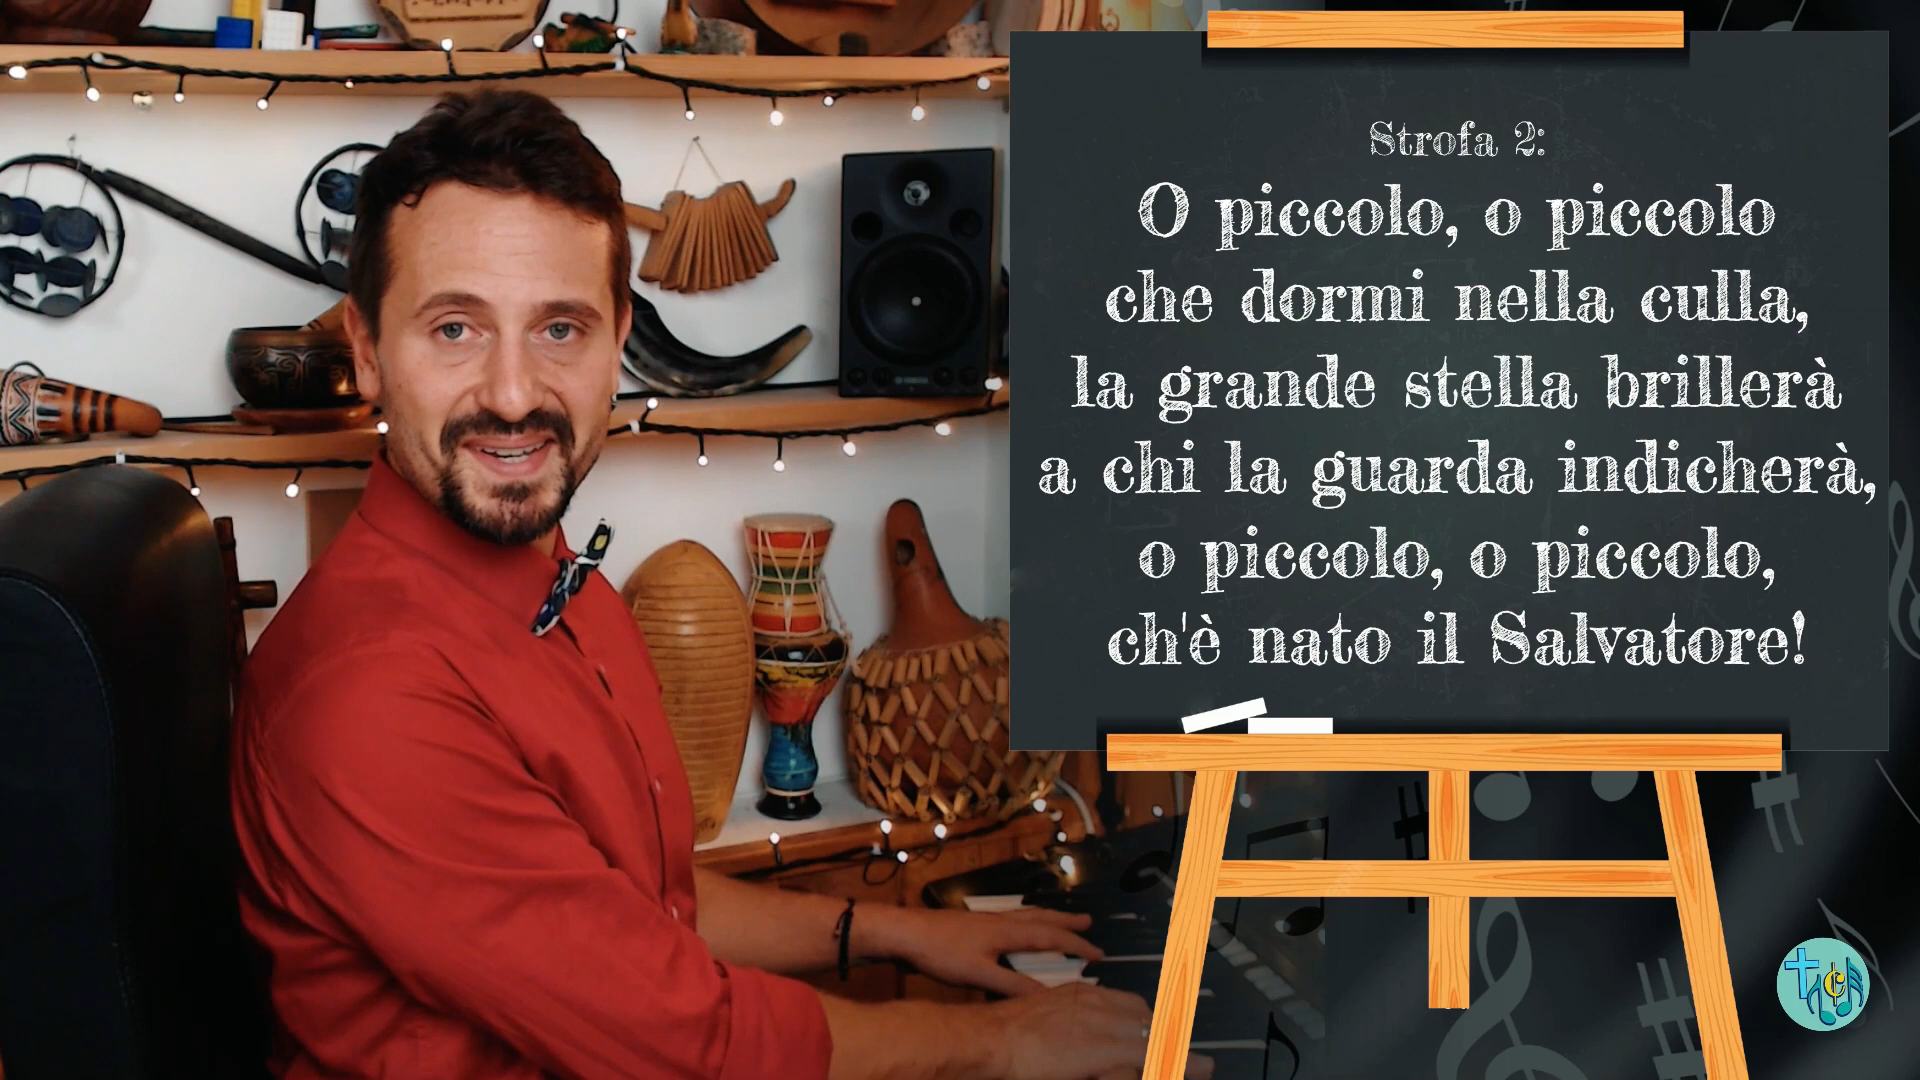 Strofa 2:
O piccolo, o piccolo
che dormi nella culla,
la grande stella brillerà
a chi la guarda indicherà,
o piccolo, o piccolo,
ch'è nato il Salvatore!